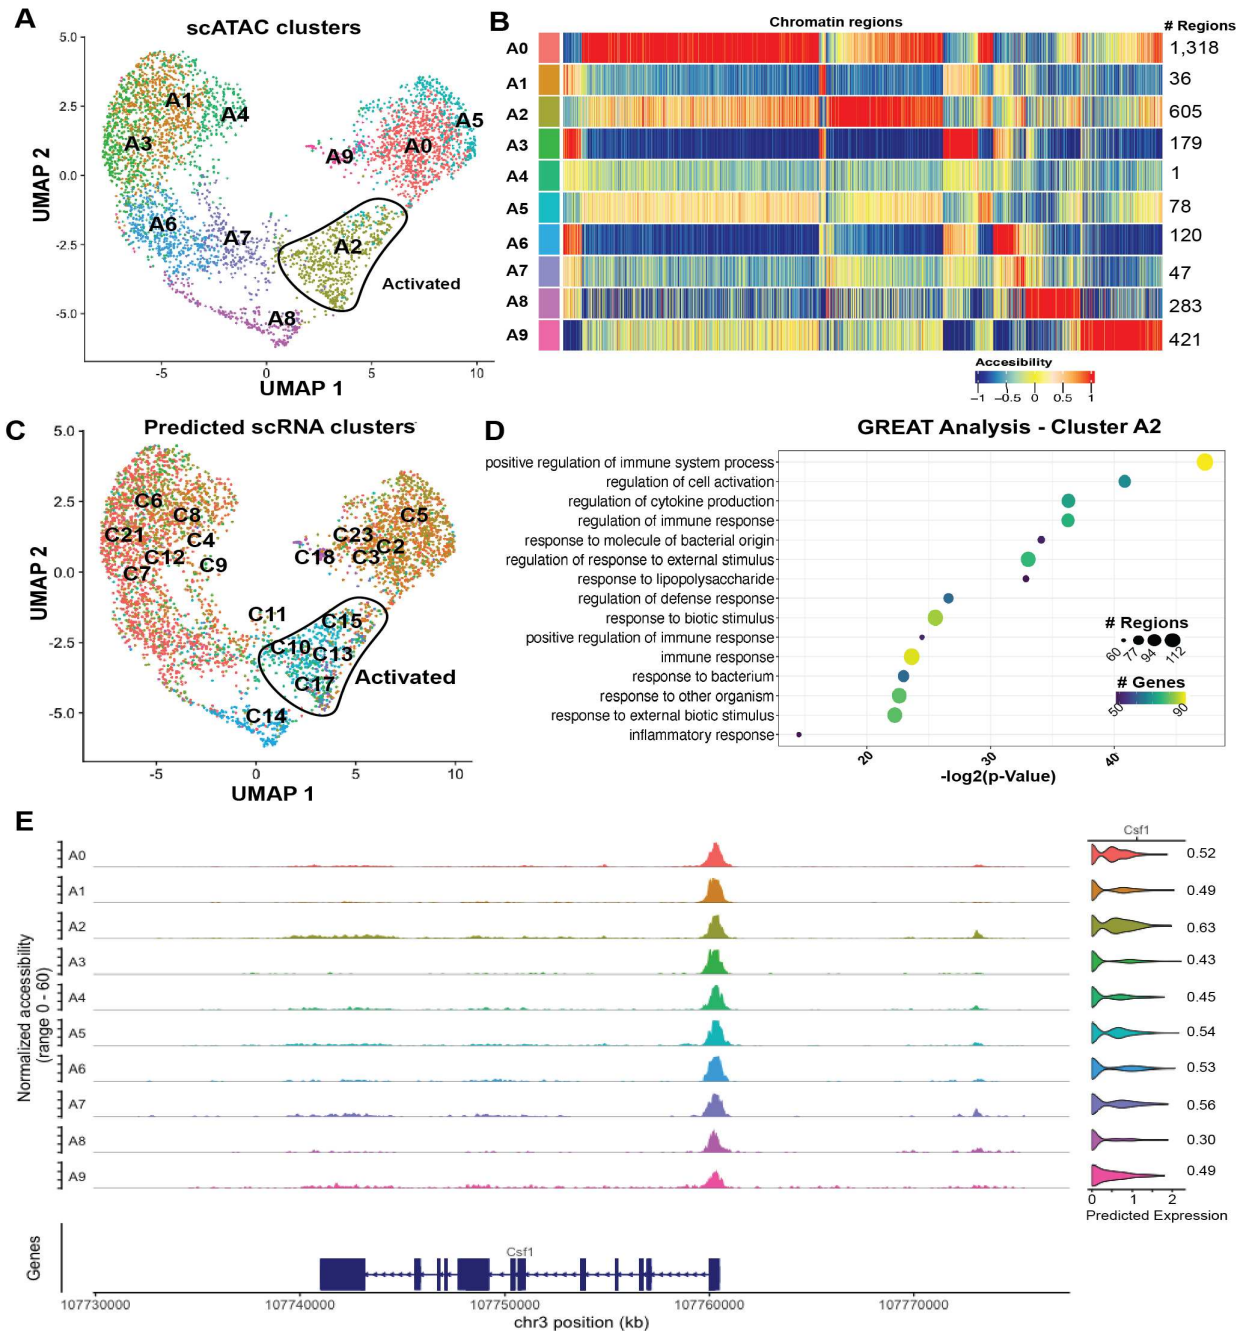 A
scATAC clusters
5.0
2.5
0.0
-2.5
-5.0
UMAP 2
A1
A4
A3
A5
A0
A9
A6
A7
A2
Activated
A8
-5
0
5
10
UMAP 1
B
Chromatin regions
# Regions
A0 1,318
A1 36
A2 605
A3 179
A4 1
A5 78
A6 120
A7 47
A8 283
A9 421
Accesibility
−1 −0.5 0 0.5 1
C
Predicted scRNA clusters
5.0
2.5
0.0
-2.5
-5.0
UMAP 2
C6
C8
C21
C4
C12
C9
C7
C5
C23
C2
C18
C3
C11
C15
C10
C13
C17
Activated
C14
-5
0
5
10
UMAP 1
D
GREAT Analysis - Cluster A2
positive regulation of immune system process
regulation of cell activation
regulation of cytokine production
regulation of immune response
response to molecule of bacterial origin
regulation of response to external stimulus
response to lipopolysaccharide
regulation of defense response
response to biotic stimulus
positive regulation of immune response
immune response
response to bacterium
response to other organism
response to external biotic stimulus
inflammatory response
# Regions
60 77 94 112
# Genes
50 90
20 30 40
-log2(p-Value)
E
Normalized accessibility
(range 0 - 60)
Csf1
A0 0.52
A1 0.49
A2 0.63
A3 0.43
A4 0.45
A5 0.54
A6 0.53
A7 0.56
A8 0.30
A9 0.49
0 1 2
Predicted Expression
Genes
Csf1
107730000 107740000 107750000 107760000 107770000
chr3 position (kb)